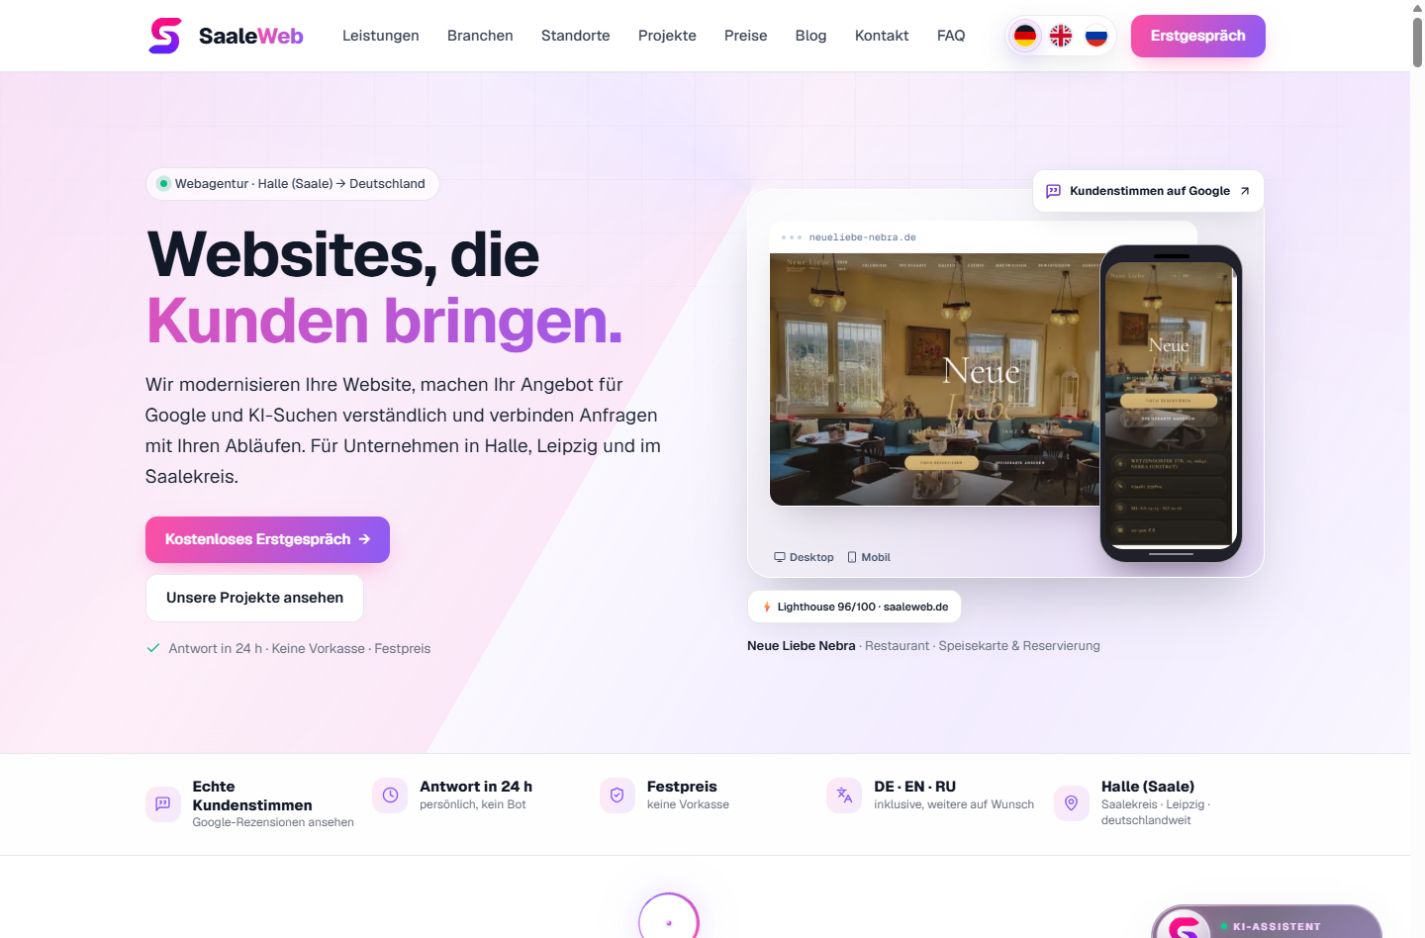 SaaleWeb
Leistungen
Branchen
Standorte
Projekte
Preise
Blog
Kontakt
FAQ
Erstgespräch
Webagentur · Halle (Saale) → Deutschland
Websites, die
Kunden bringen.
Wir modernisieren Ihre Website, machen Ihr Angebot für
Google und KI-Suchen verständlich und verbinden Anfragen
mit Ihren Abläufen. Für Unternehmen in Halle, Leipzig und im
Saalekreis.
Kostenloses Erstgespräch →
Unsere Projekte ansehen
Antwort in 24 h · Keine Vorkasse · Festpreis
Kundenstimmen auf Google
neueliebe-nebra.de
Neue
Liebe
Neue
Liebe
Desktop
Mobil
Lighthouse 96/100 · saaleweb.de
Neue Liebe Nebra · Restaurant · Speisekarte & Reservierung
Echte
Kundenstimmen
Google-Rezensionen ansehen
Antwort in 24 h
persönlich, kein Bot
Festpreis
keine Vorkasse
DE · EN · RU
inklusive, weitere auf Wunsch
Halle (Saale)
Saalekreis · Leipzig ·
deutschlandweit
KI-ASSISTENT